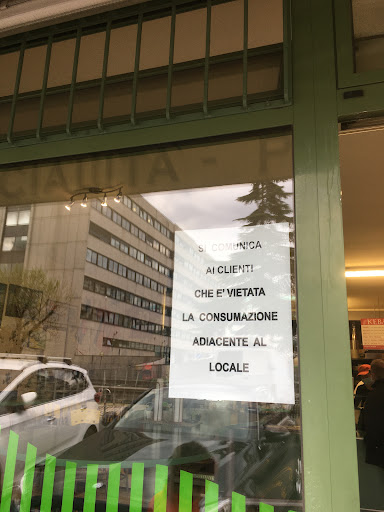 SI COMUNICA
AI CLIENTI
CHE E' VIETATA
LA CONSUMAZIONE
ADIACENTE AL
LOCALE